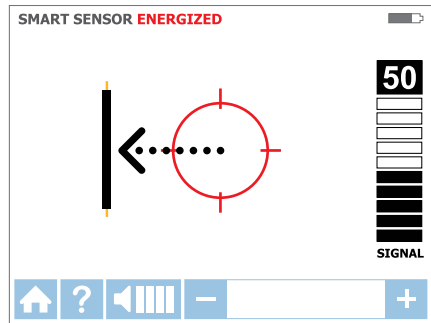 SMART SENSOR ENERGIZED
50
SIGNAL
?
− +